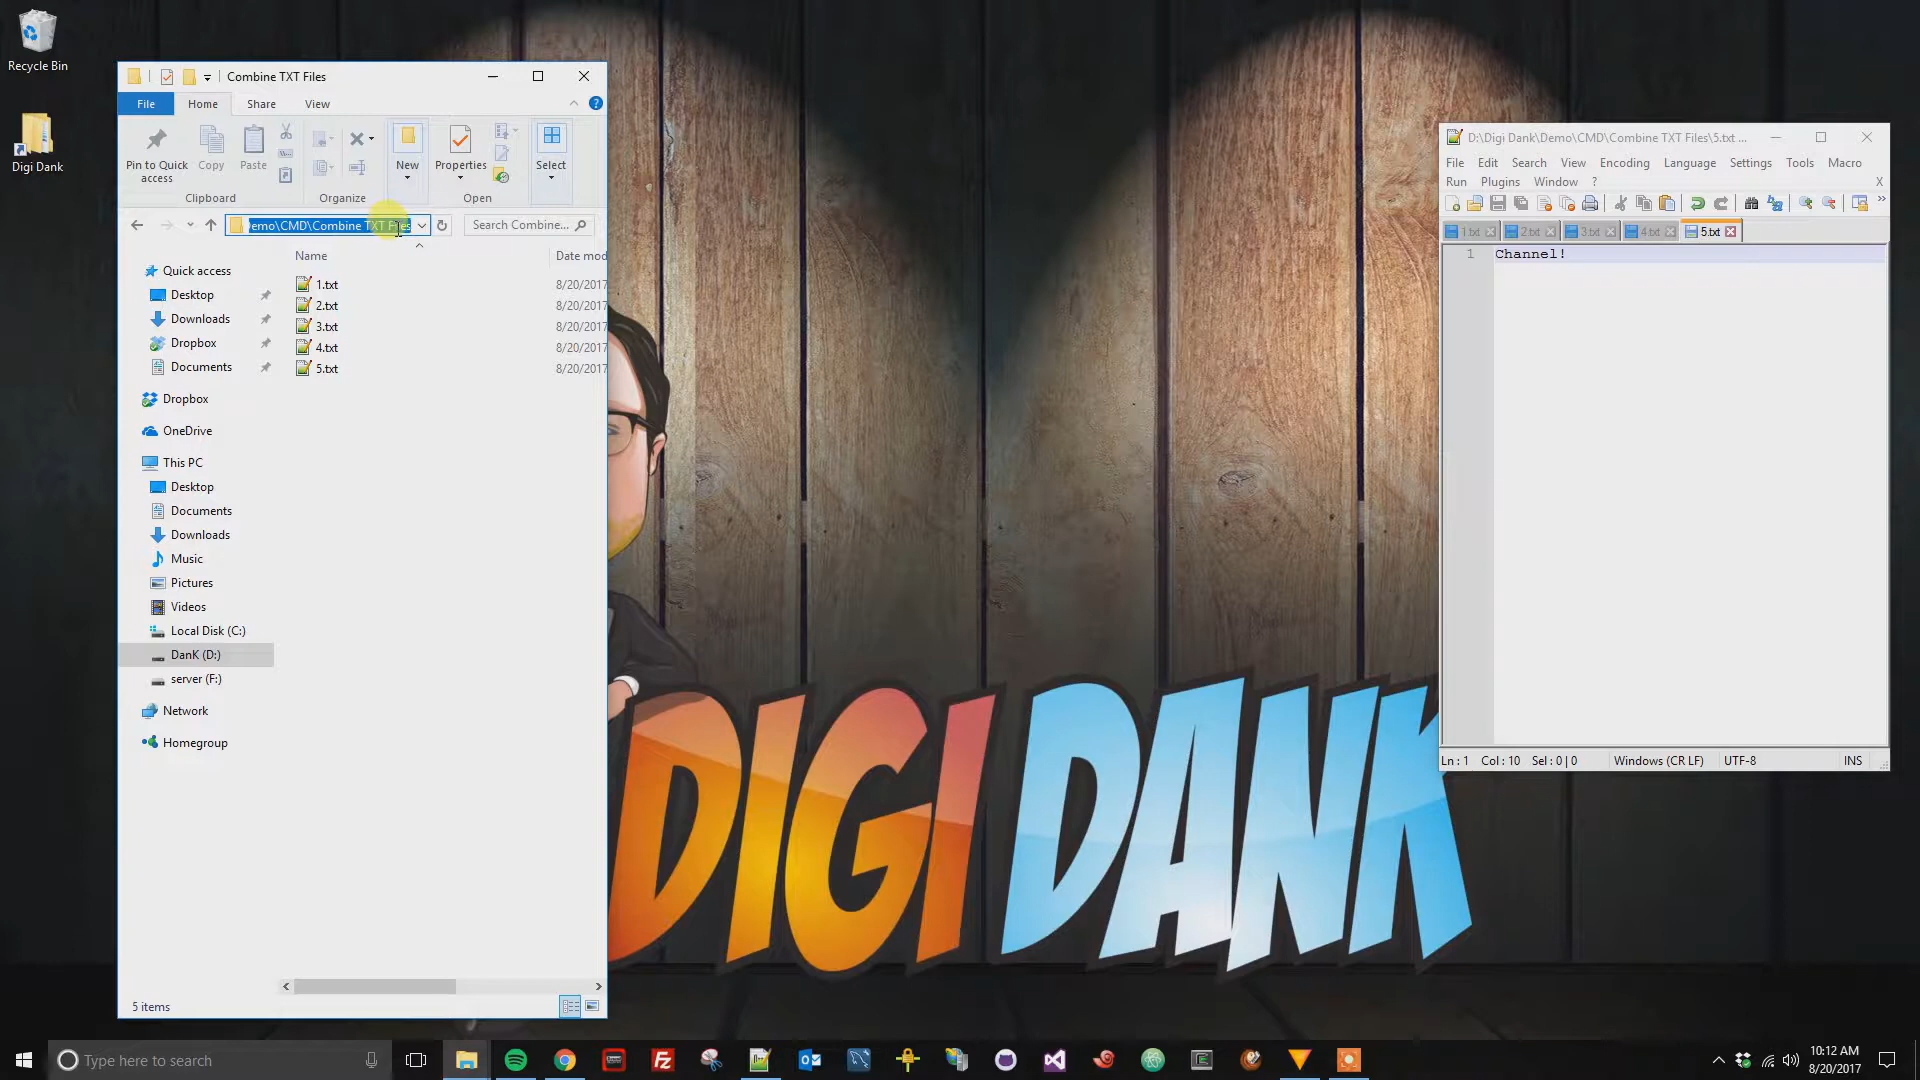 Recycle Bin
Digi Dank
Combine TXT Files
File Home Share View
Pin to Quick access
Copy
Paste
New
Properties
Select
Clipboard Organize Open
emo\CMD\Combine TXT Files
Search Combine...
Name Date mod
1.txt 8/20/2017
2.txt 8/20/2017
3.txt 8/20/2017
4.txt 8/20/2017
5.txt 8/20/2017
Quick access
Desktop
Downloads
Dropbox
Documents
Dropbox
OneDrive
This PC
Desktop
Documents
Downloads
Music
Pictures
Videos
Local Disk (C:)
DanK (D:)
server (F:)
Network
Homegroup
5 items
D:\Digi Dank\Demo\CMD\Combine TXT Files\5.txt ...
File Edit Search View Encoding Language Settings Tools Macro
Run Plugins Window ? X
1.txt 2.txt 3.txt 4.txt 5.txt
1 Channel!
Ln : 1 Col : 10 Sel : 0 | 0 Windows (CR LF) UTF-8 INS
DIGI DANK
Type here to search
10:12 AM
8/20/2017